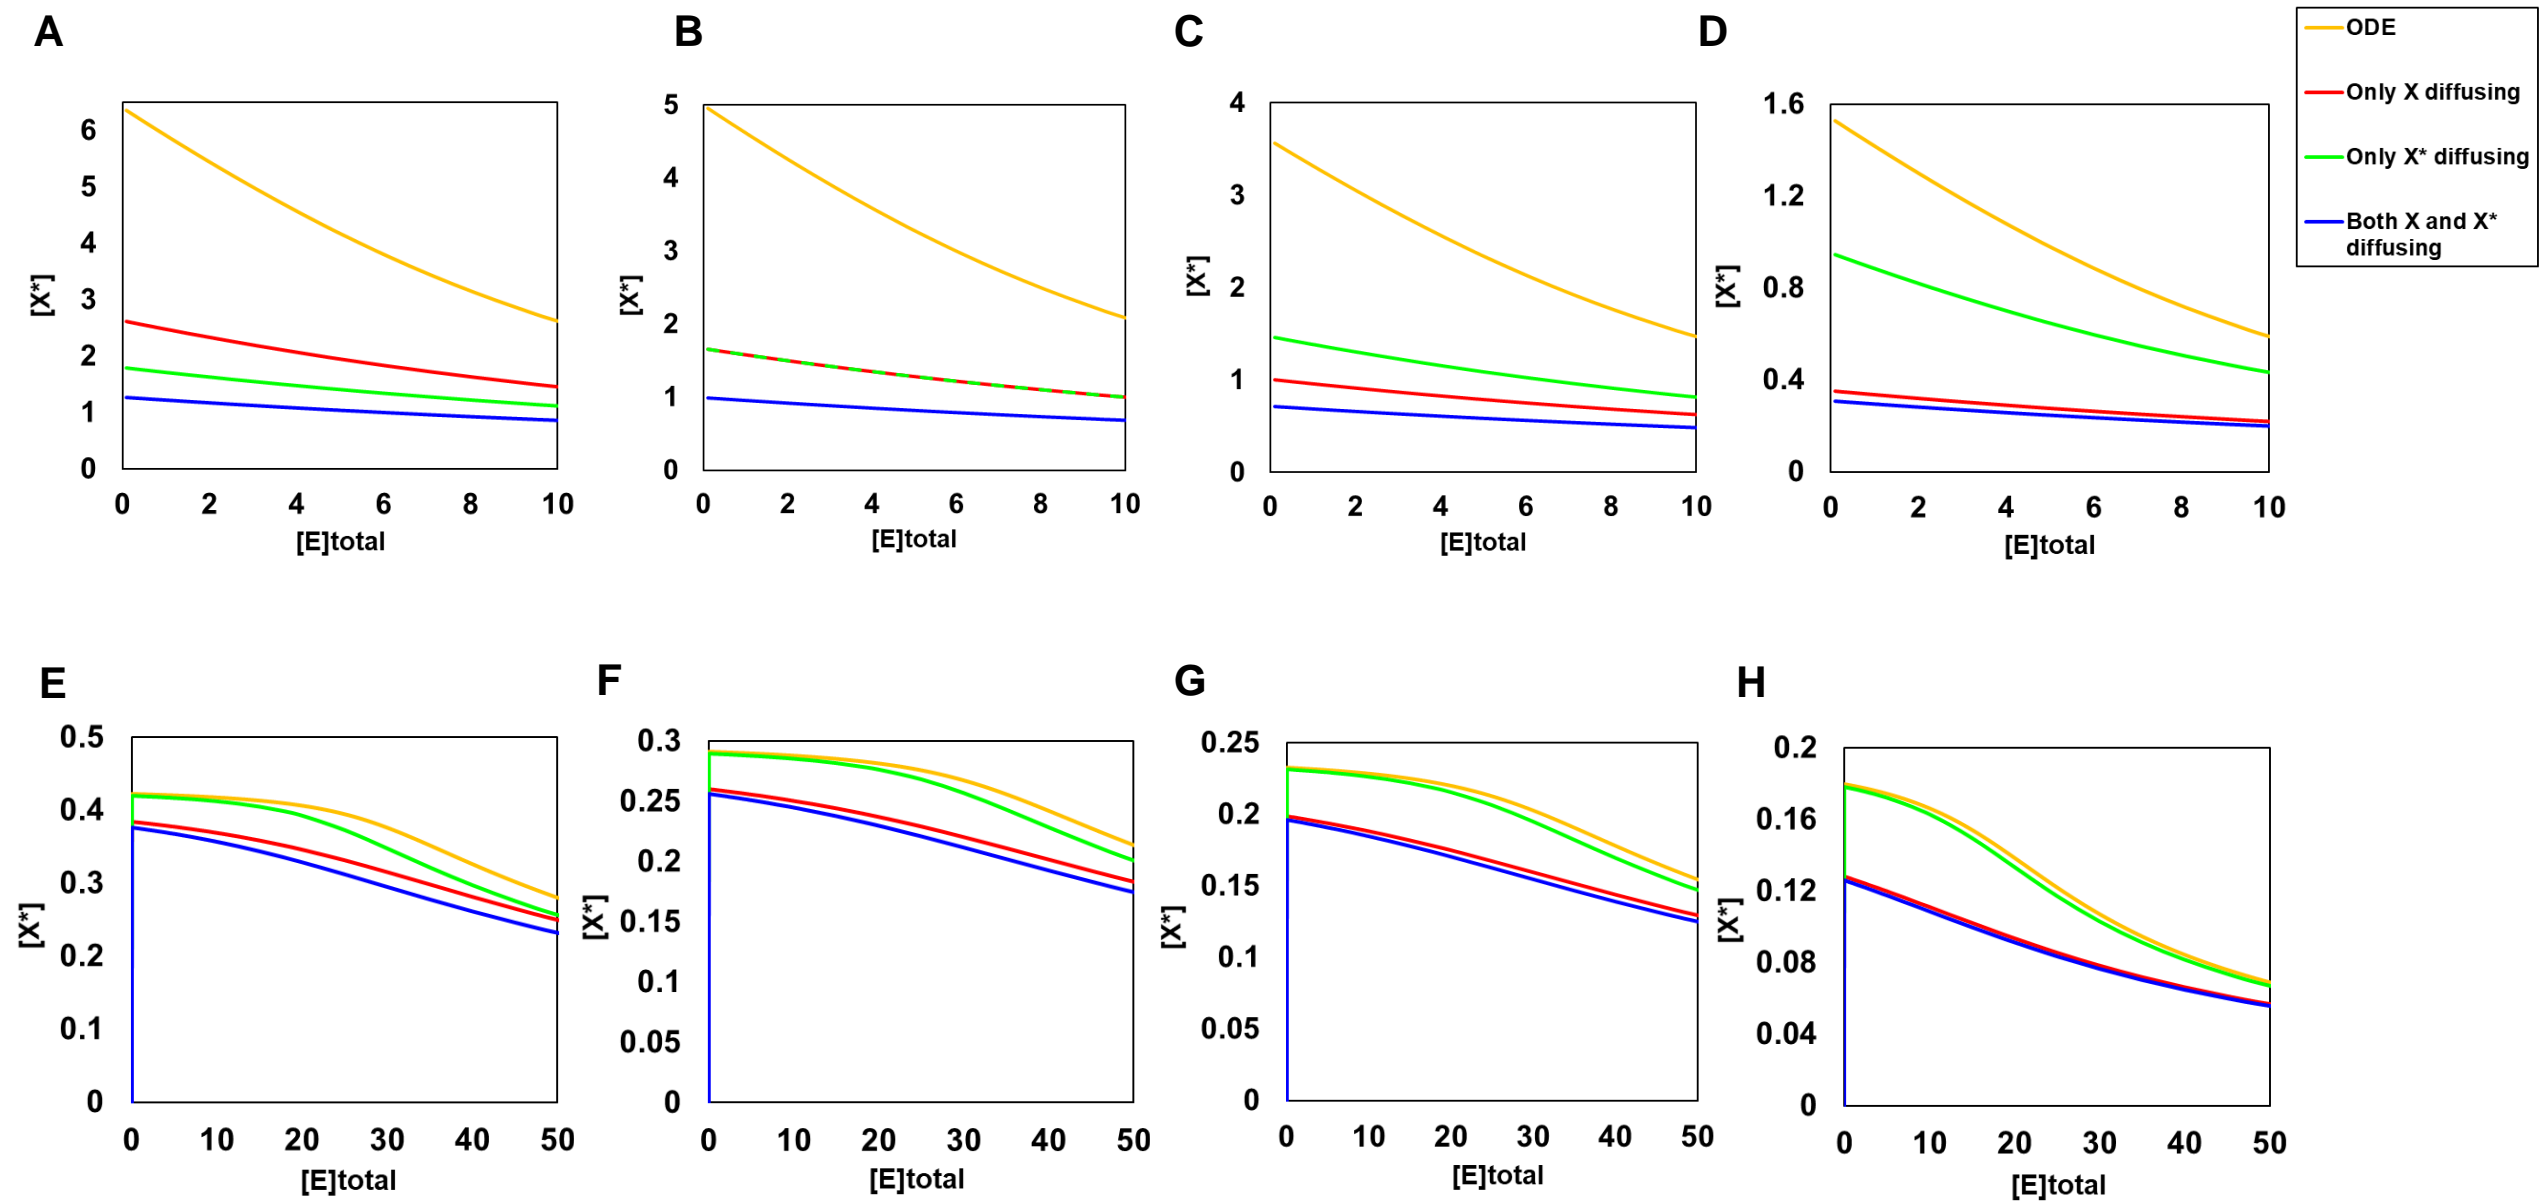 A
B
C
D
ODE
Only X diffusing
Only X* diffusing
Both X and X*
diffusing
6
5
4
3
2
1
0
[X*]
0 2 4 6 8 10
[E]total
5
4
3
2
1
0
[X*]
0 2 4 6 8 10
[E]total
4
3
2
1
0
[X*]
0 2 4 6 8 10
[E]total
1.6
1.2
0.8
0.4
0
[X*]
0 2 4 6 8 10
[E]total
E
F
G
H
0.5
0.4
0.3
0.2
0.1
0
[X*]
0 10 20 30 40 50
[E]total
0.3
0.25
0.2
0.15
0.1
0.05
0
[X*]
0 10 20 30 40 50
[E]total
0.25
0.2
0.15
0.1
0.05
0
[X*]
0 10 20 30 40 50
[E]total
0.2
0.16
0.12
0.08
0.04
0
[X*]
0 10 20 30 40 50
[E]total